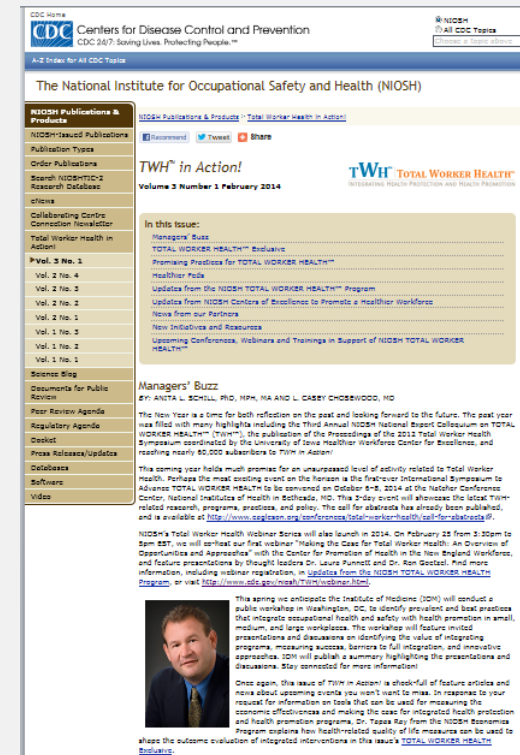 CDC Home
CDC Centers for Disease Control and Prevention
CDC 24/7: Saving Lives. Protecting People.™
NIOSH
All CDC Topics
Choose a topic above
A-Z Index for All CDC Topics
The National Institute for Occupational Safety and Health (NIOSH)
NIOSH Publications &
Products
NIOSH-Issued Publications
Publication Types
Order Publications
Search NIOSHTIC-2
Research Database
eNews
Collaborating Centre
Connection Newsletter
Total Worker Health in
Action!
Vol. 3 No. 1
Vol. 2 No. 4
Vol. 2 No. 3
Vol. 2 No. 2
Vol. 2 No. 1
Vol. 1 No. 3
Vol. 1 No. 2
Vol. 1 No. 1
Science Blog
Documents for Public
Review
Peer Review Agenda
Regulatory Agenda
Docket
Press Releases/Updates
Databases
Software
Video
NIOSH Publications & Products > Total Worker Health in Action!
Recommend Tweet Share
TWH™ in Action!
Volume 3 Number 1 February 2014
TWH™ TOTAL WORKER HEALTH™
INTEGRATING HEALTH PROTECTION AND HEALTH PROMOTION
In this issue:
Managers' Buzz
TOTAL WORKER HEALTH™ Exclusive
Promising Practices for TOTAL WORKER HEALTH™
Healthier Feds
Updates from the NIOSH TOTAL WORKER HEALTH™ Program
Updates from NIOSH Centers of Excellence to Promote a Healthier Workforce
News from our Partners
New Initiatives and Resources
Upcoming Conferences, Webinars and Trainings in Support of NIOSH TOTAL WORKER
HEALTH™
Managers' Buzz
BY: ANITA L. SCHILL, PhD, MPH, MA AND L. CASEY CHOSEWOOD, MD
The New Year is a time for both reflection on the past and looking forward to the future. The past year
was filled with many highlights including the Third Annual NIOSH National Expert Colloquium on TOTAL
WORKER HEALTH™ (TWH™), the publication of the Proceedings of the 2012 Total Worker Health
Symposium coordinated by the University of Iowa Healthier Workforce Center for Excellence, and
reaching nearly 60,000 subscribers to TWH in Action!
This coming year holds much promise for an unsurpassed level of activity related to Total Worker
Health. Perhaps the most exciting event on the horizon is the first-ever International Symposium to
Advance TOTAL WORKER HEALTH to be convened on October 6-8, 2014 at the Natcher Conference
Center, National Institutes of Health in Bethesda, MD. This 3-day event will showcase the latest TWH-
related research, programs, practices, and policy. The call for abstracts has already been published,
and is available at http://www.eagleson.org/conferences/total-worker-health/call-for-abstracts.
NIOSH's Total Worker Health Webinar Series will also launch in 2014. On February 25 from 3:30pm to
5pm EST, we will co-host our first webinar "Making the Case for Total Worker Health: An Overview of
Opportunities and Approaches" with the Center for Promotion of Health in the New England Workforce,
and feature presentations by thought leaders Dr. Laura Punnett and Dr. Ron Goetzel. Find more
information, including webinar registration, in Updates from the NIOSH TOTAL WORKER HEALTH
Program, or visit http://www.cdc.gov/niosh/TWH/webinar.html.
This spring we anticipate the Institute of Medicine (IOM) will conduct a
public workshop in Washington, DC, to identify prevalent and best practices
that integrate occupational health and safety with health promotion in small,
medium, and large workplaces. The workshop will feature invited
presentations and discussions on identifying the value of integrating
programs, measuring success, barriers to full integration, and innovative
approaches. IOM will publish a summary highlighting the presentations and
discussions. Stay connected for more information!
Once again, this issue of TWH in Action! is chock-full of feature articles and
news about upcoming events you won't want to miss. In response to your
request for information on tools that can be used for measuring the
economic effectiveness and making the case for integrated health protection
and health promotion programs, Dr. Tapas Ray from the NIOSH Economics
Program explains how health-related quality of life measures can be used to
shape the outcome evaluation of integrated interventions in this issue's TOTAL WORKER HEALTH
Exclusive.